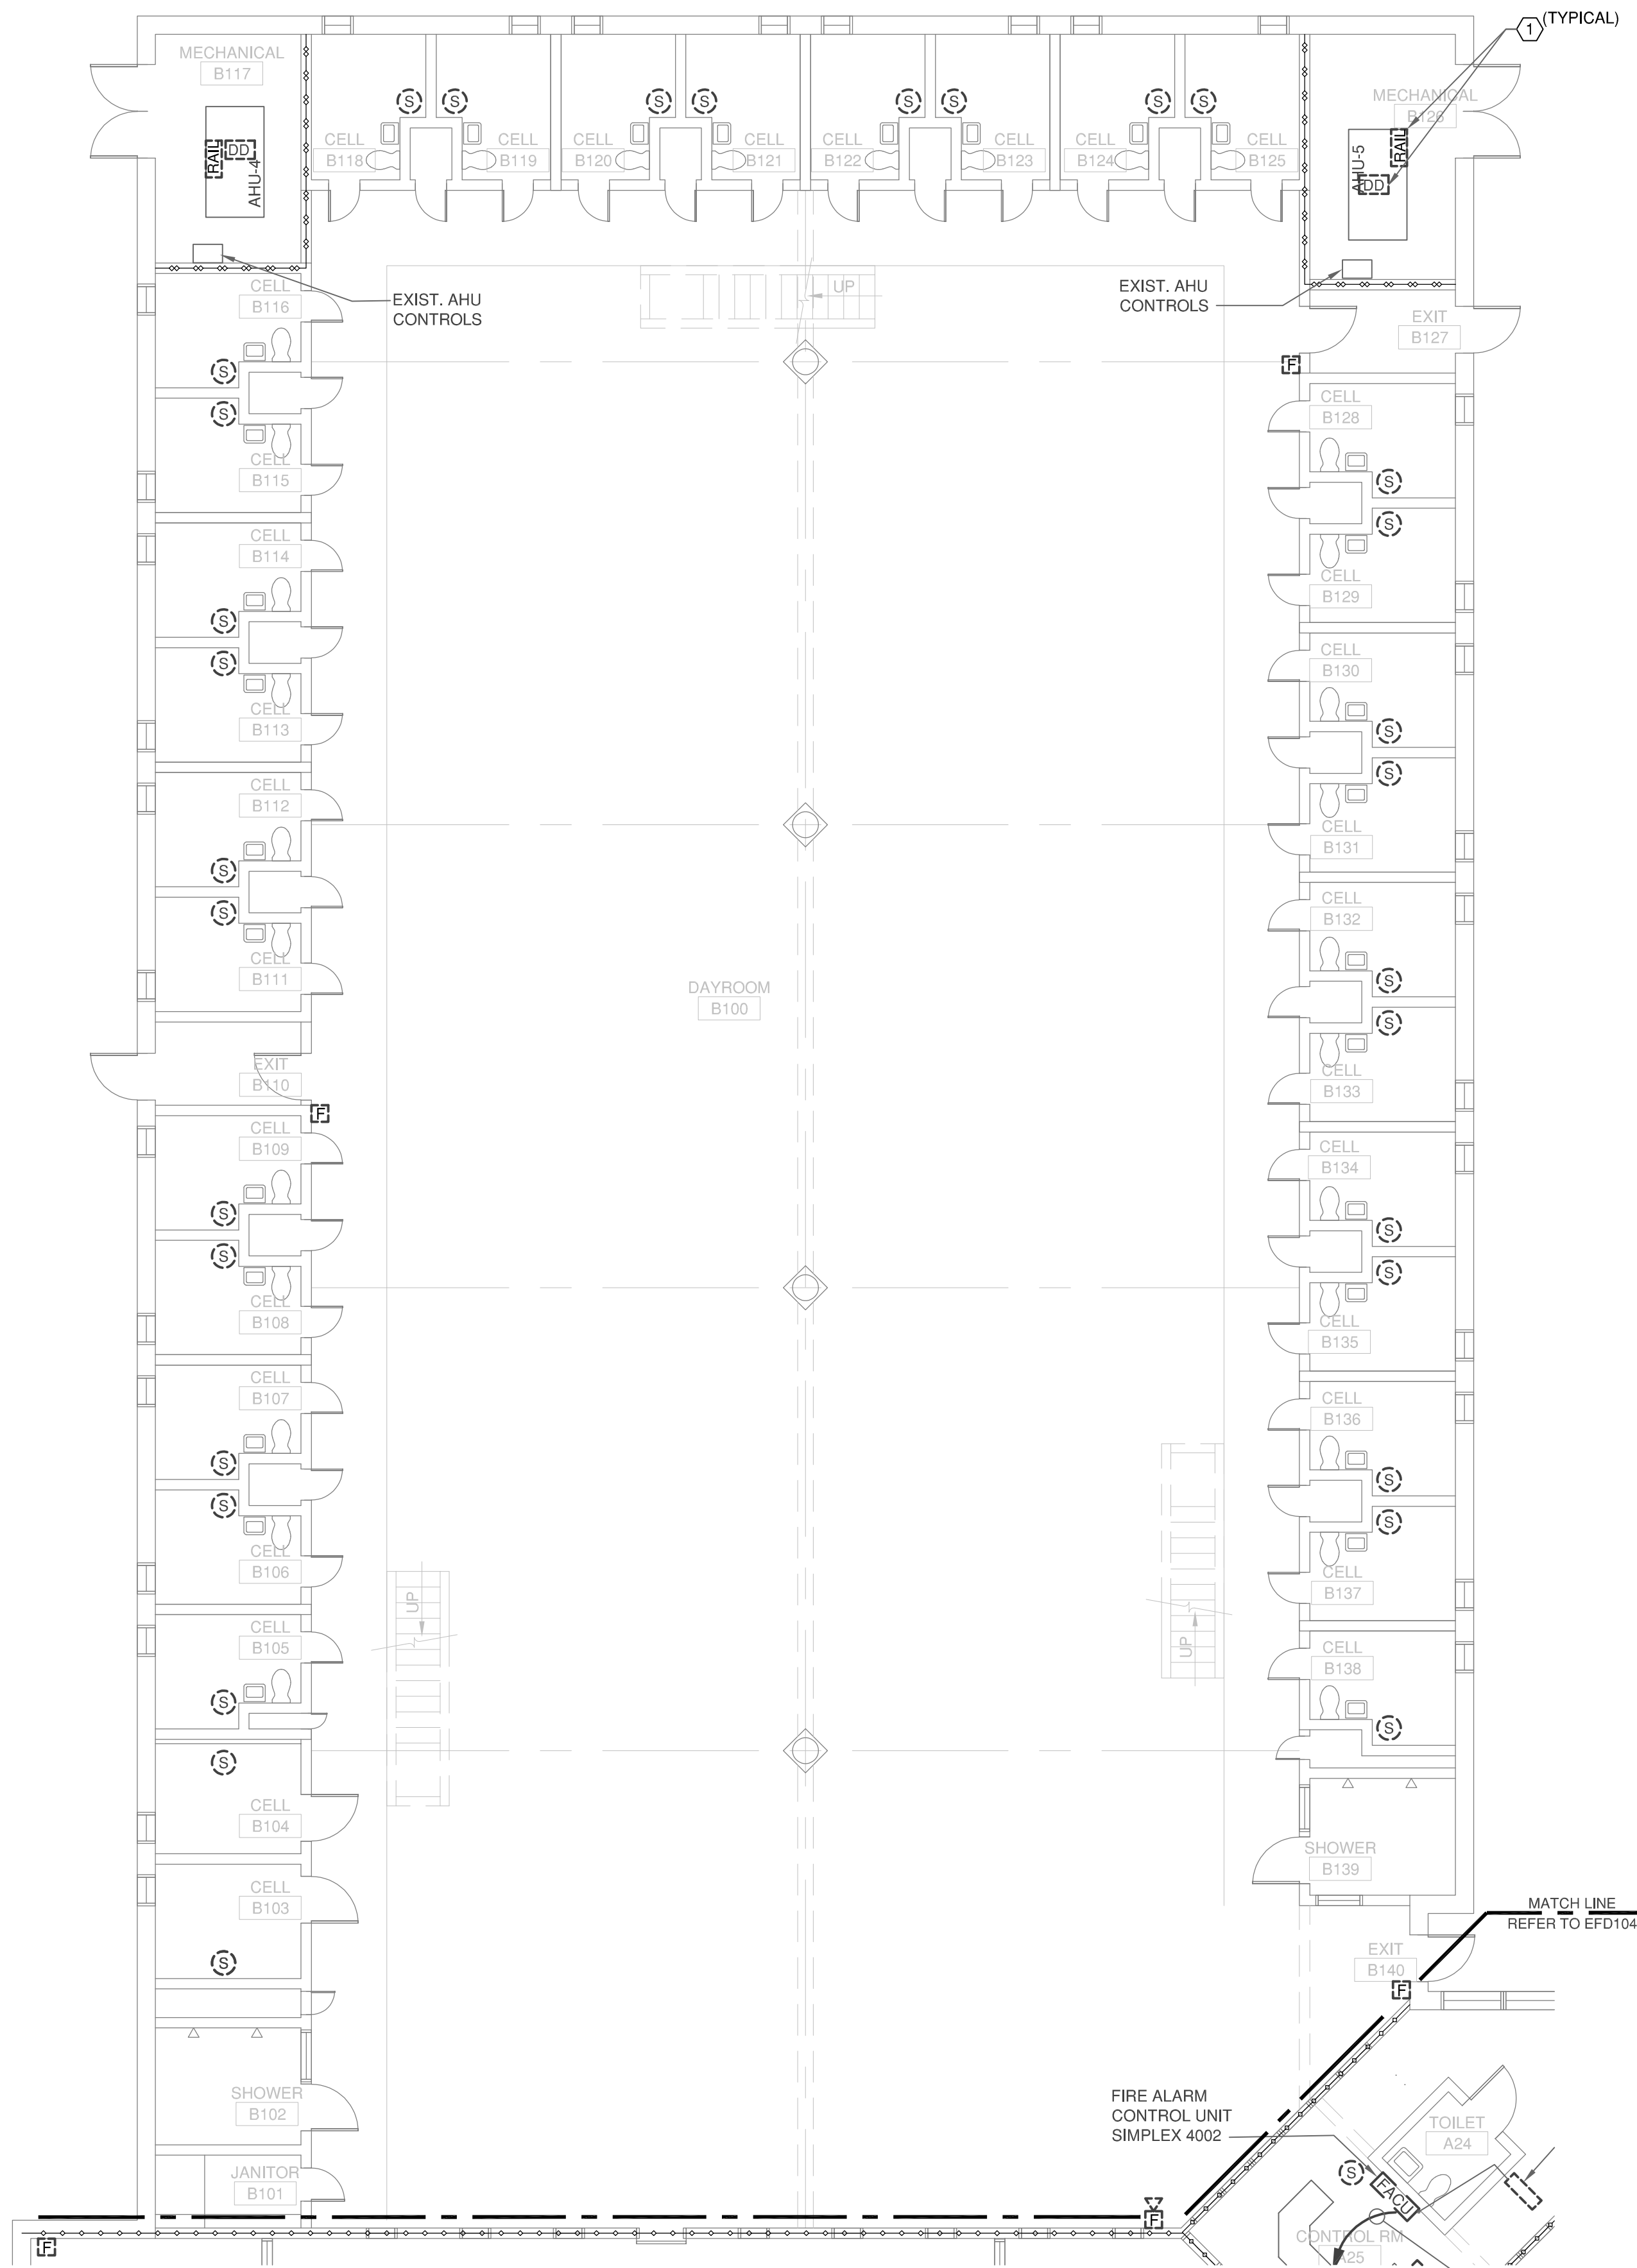 1
(TYPICAL)
MECHANICAL
B117
RAIL
DD
AHU-4
S
S
S
S
S
S
S
S
CELL
B118
CELL
B119
CELL
B120
CELL
B121
CELL
B122
CELL
B123
CELL
B124
CELL
B125
MECHANICAL
B126
RAIL
DD
AHU-5
EXIST. AHU
CONTROLS
UP
EXIST. AHU
CONTROLS
EXIT
B127
F
CELL
B116
S
S
CELL
B115
CELL
B114
S
S
CELL
B113
CELL
B112
S
S
CELL
B111
EXIT
B110
F
CELL
B109
S
S
CELL
B108
CELL
B107
S
S
CELL
B106
CELL
B105
S
S
CELL
B104
CELL
B103
S
SHOWER
B102
JANITOR
B101
F
DAYROOM
B100
UP
UP
CELL
B128
S
S
CELL
B129
CELL
B130
S
S
CELL
B131
CELL
B132
S
S
CELL
B133
CELL
B134
S
S
CELL
B135
CELL
B136
S
S
CELL
B137
CELL
B138
S
SHOWER
B139
MATCH LINE
REFER TO EFD104
EXIT
B140
F
FIRE ALARM
CONTROL UNIT
SIMPLEX 4002
TOILET
A24
S
FACU
F
CONTROL RM
A25